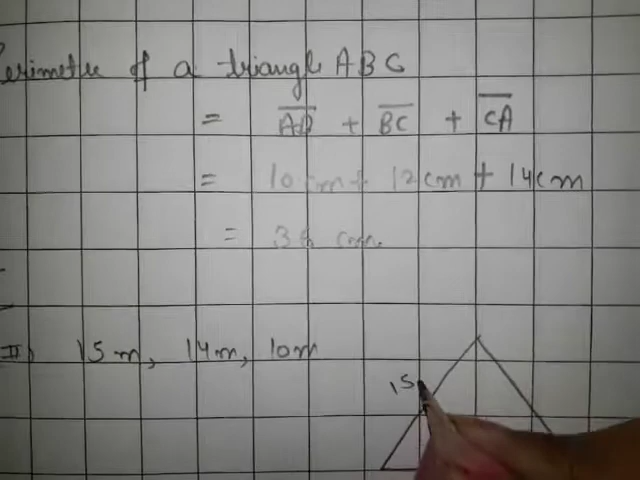 Perimeter of a triangle ABC
= AB + BC + CA
= 10 cm + 12 cm + 14 cm
= 36 cm
II) 15 m, 14 m, 10 m
15